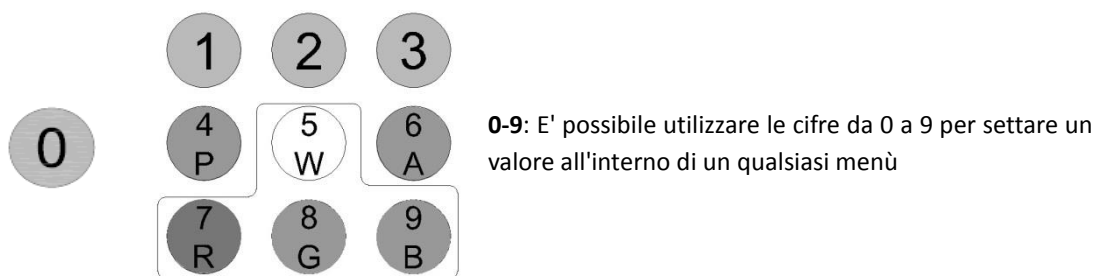 1 2 3
0
4 5 6
P W A
7 8 9
R G B
0-9: E' possibile utilizzare le cifre da 0 a 9 per settare un
valore all'interno di un qualsiasi menù